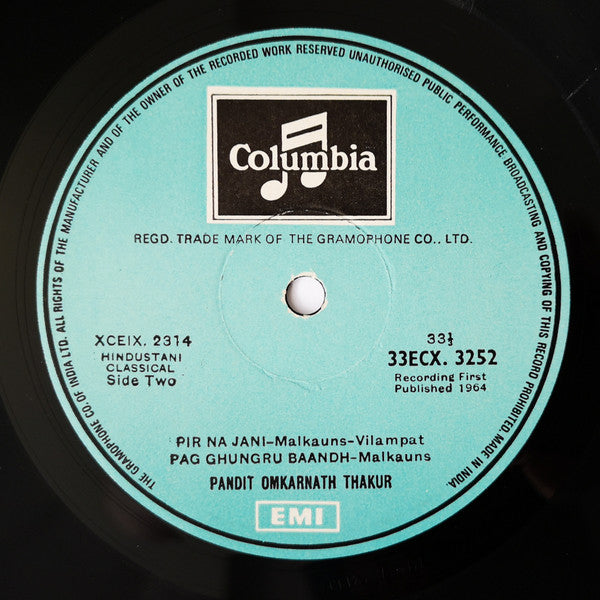 THE GRAMOPHONE CO. OF INDIA LTD. ALL RIGHTS OF THE MANUFACTURER AND OF THE OWNER OF THE RECORDED WORK RESERVED UNAUTHORISED PUBLIC PERFORMANCE BROADCASTING AND COPYING OF THIS RECORD PROHIBITED. MADE IN INDIA.
Columbia
REGD. TRADE MARK OF THE GRAMOPHONE CO., LTD.
XCEIX. 2314
HINDUSTANI
CLASSICAL
Side Two
33⅓
33ECX. 3252
Recording First
Published 1964
PIR NA JANI-Malkauns-Vilampat
PAG GHUNGRU BAANDH-Malkauns
PANDIT OMKARNATH THAKUR
EMI